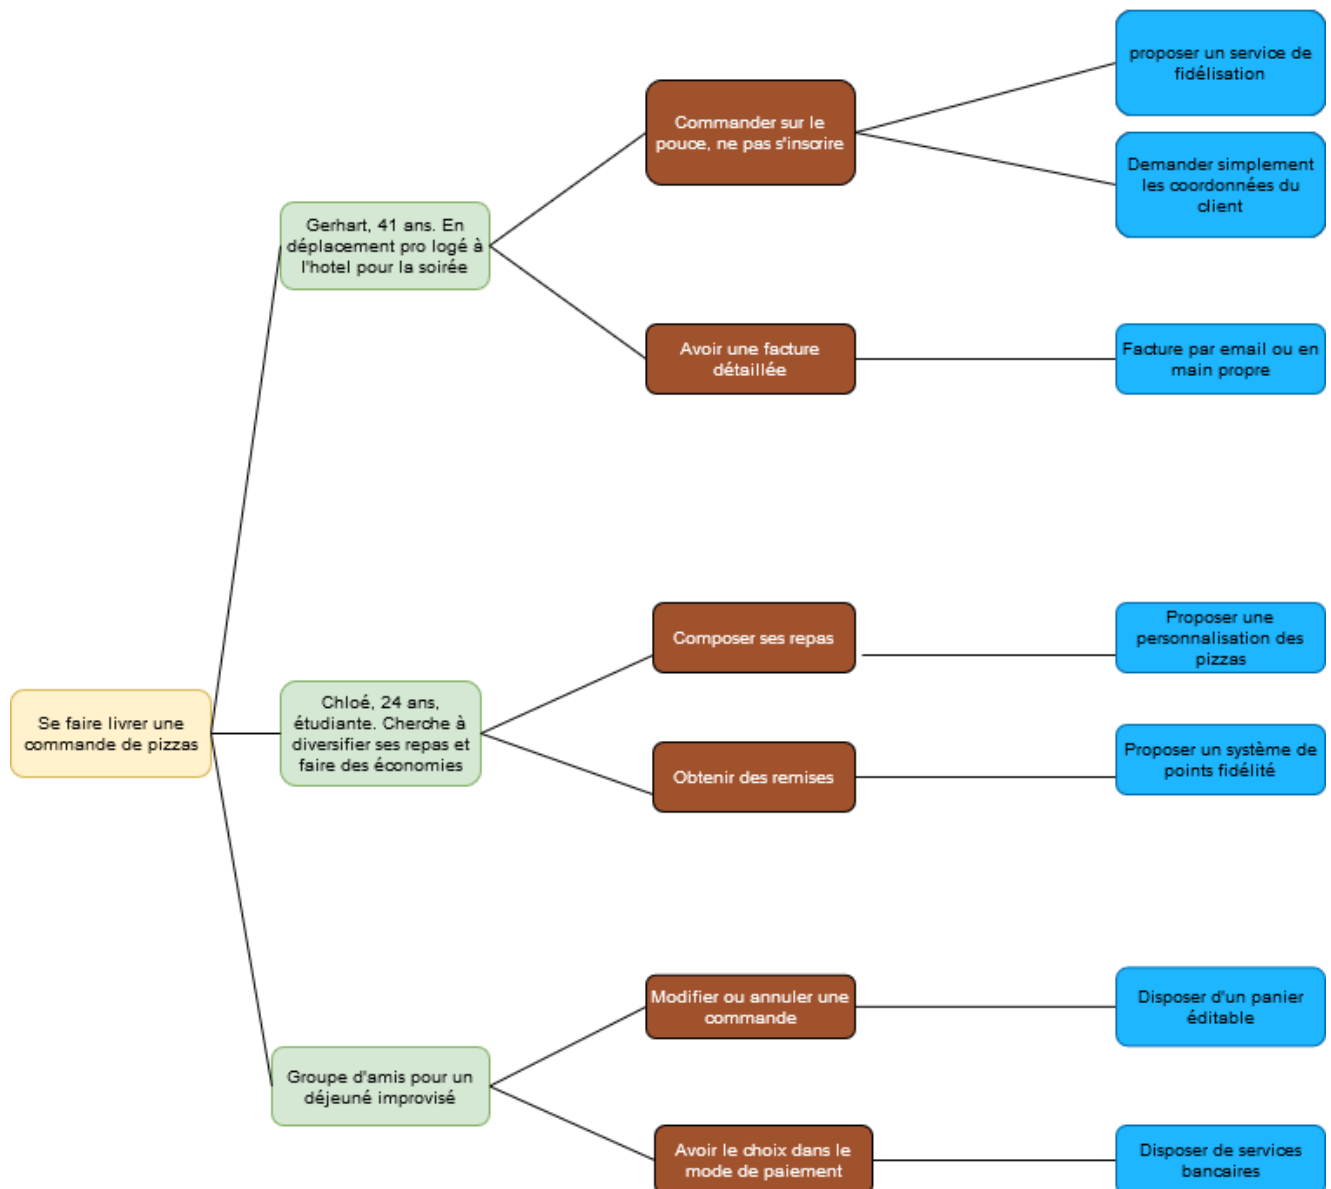 proposer un service de
fidélisation
Commander sur le
pouce, ne pas s'inscrire
Demander simplement
les coordonnées du
client
Gerhart, 41 ans. En
déplacement pro logé à
l'hotel pour la soirée
Avoir une facture
détaillée
Facture par email ou en
main propre
Composer ses repas
Proposer une
personnalisation des
pizzas
Se faire livrer une
commande de pizzas
Chloé, 24 ans,
étudiante. Cherche à
diversifier ses repas et
faire des économies
Obtenir des remises
Proposer un système de
points fidélité
Modifier ou annuler une
commande
Disposer d'un panier
éditable
Groupe d'amis pour un
déjeuné improvisé
Avoir le choix dans le
mode de paiement
Disposer de services
bancaires